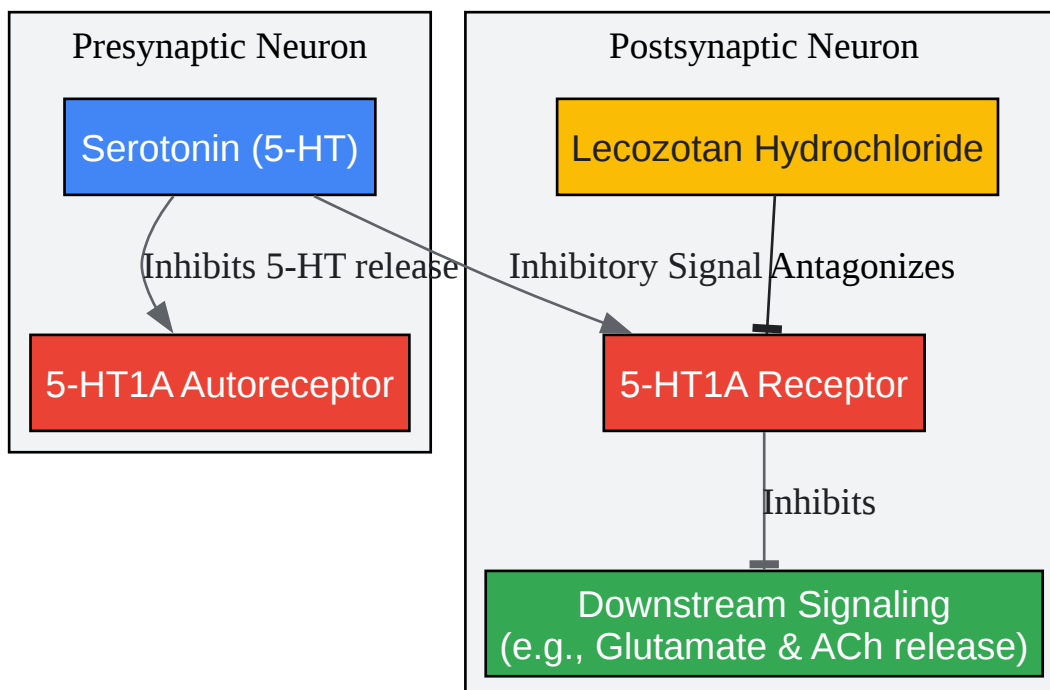 Presynaptic Neuron
Postsynaptic Neuron
Serotonin (5-HT)
Lecozotan Hydrochloride
Inhibits 5-HT release
Inhibitory Signal
Antagonizes
5-HT1A Autoreceptor
5-HT1A Receptor
Inhibits
Downstream Signaling
(e.g., Glutamate & ACh release)